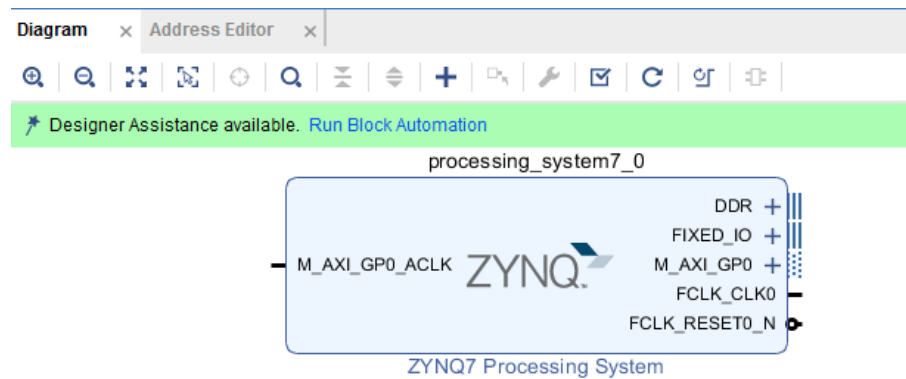 Diagram × Address Editor ×
Designer Assistance available. Run Block Automation
processing_system7_0
DDR
FIXED_IO
M_AXI_GP0_ACLK ZYNQ M_AXI_GP0
FCLK_CLK0
FCLK_RESET0_N
ZYNQ7 Processing System